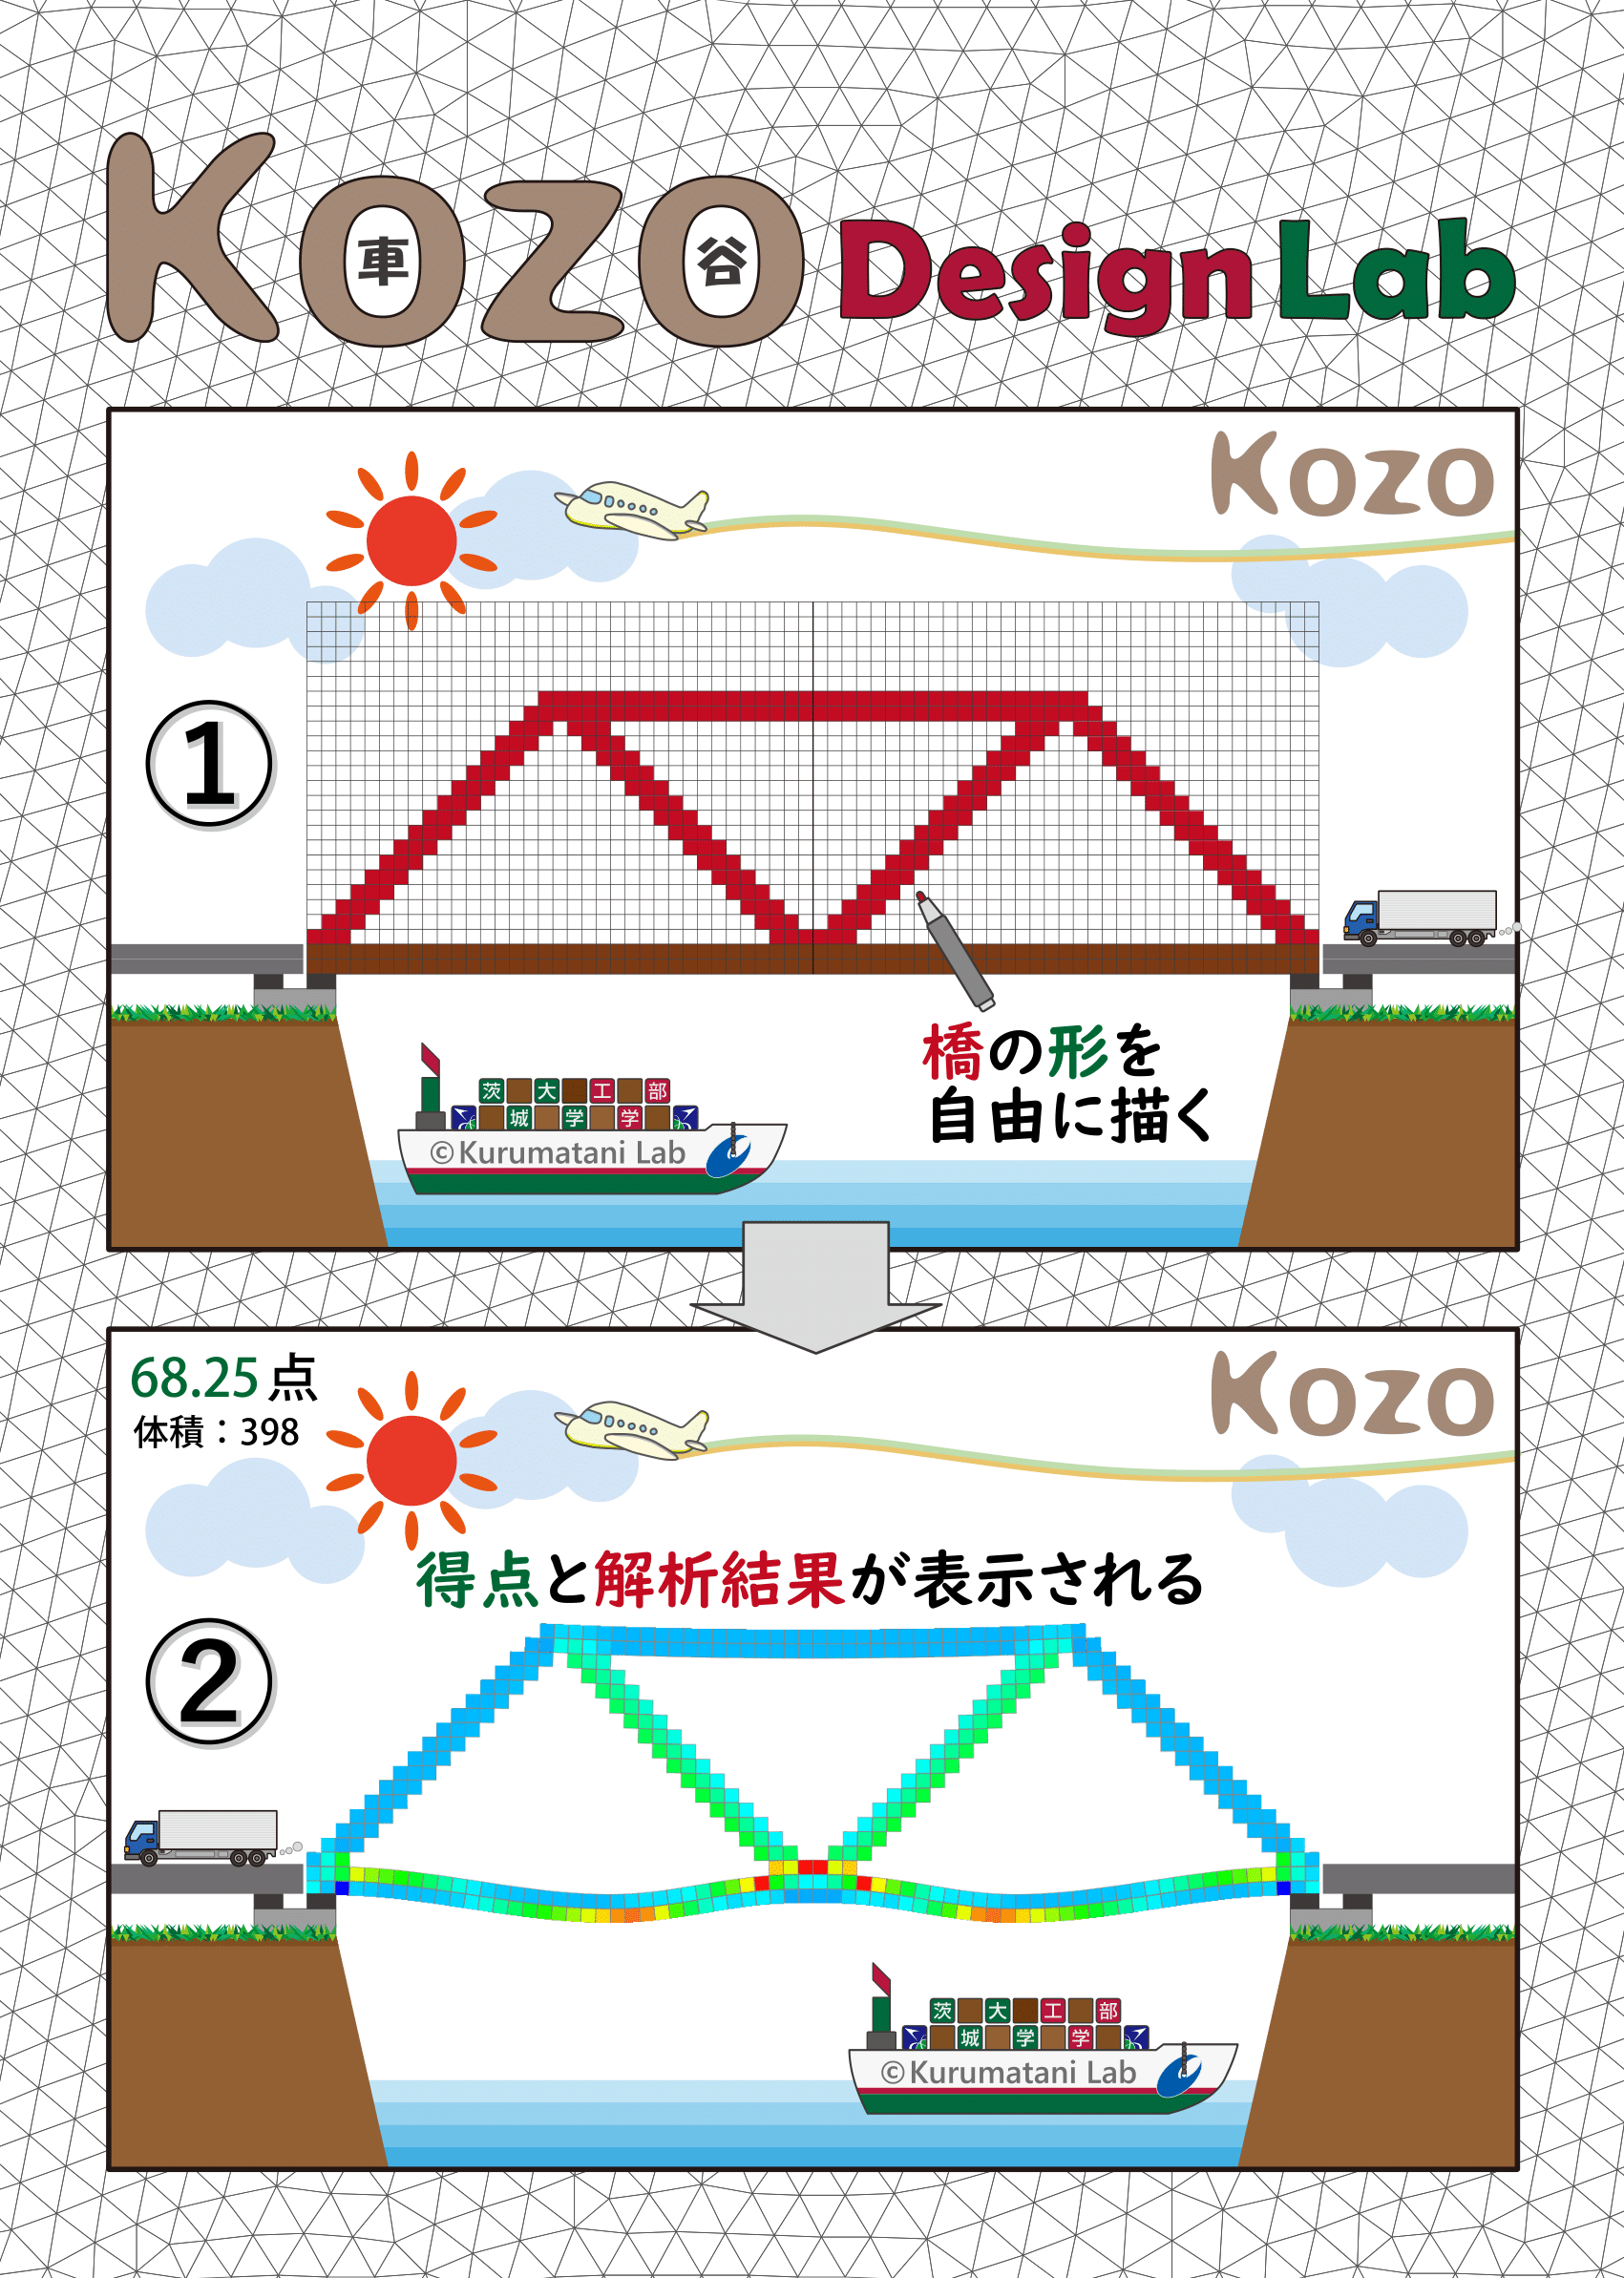 Kozo Design Lab
車 谷
Kozo
①
橋の形を
自由に描く
茨 大 工 部
城 学 学
©Kurumatani Lab
68.25点
体積：398
Kozo
得点と解析結果が表示される
②
茨 大 工 部
城 学 学
©Kurumatani Lab